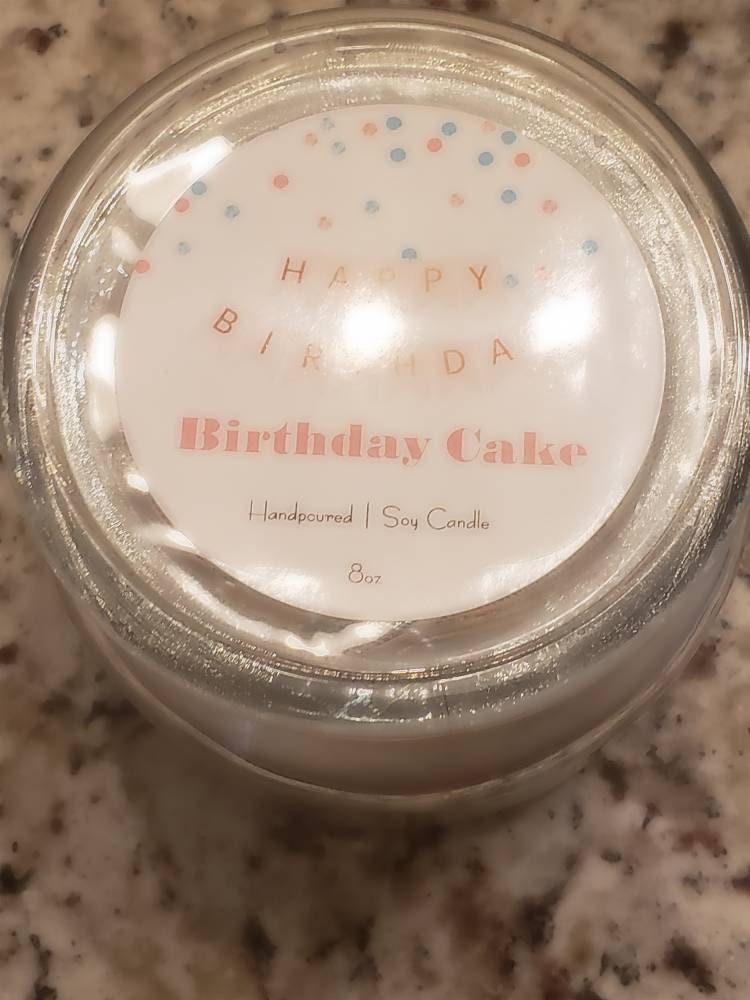 HAPPY
Birthday Cake
Handpoured | Soy Candle
8oz